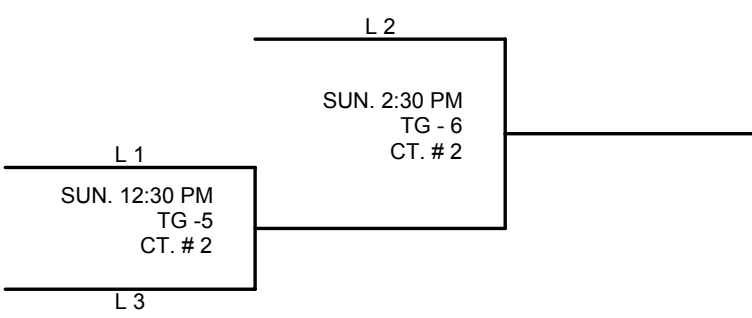 L 2
SUN. 2:30 PM
TG - 6
CT. # 2
L 1
SUN. 12:30 PM
TG -5
CT. # 2
L 3